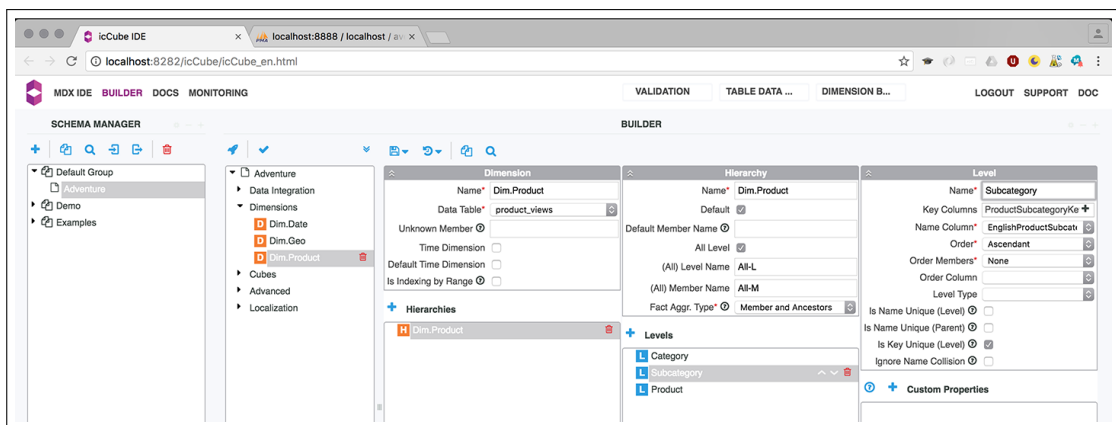 icCube IDE
localhost:8888 / localhost / av
localhost:8282/icCube/icCube_en.html
MDX IDE BUILDER DOCS MONITORING
VALIDATION TABLE DATA ... DIMENSION B...
LOGOUT SUPPORT DOC
SCHEMA MANAGER
Default Group
Adventure
Demo
Examples
BUILDER
Adventure
Data Integration
Dimensions
D Dim.Date
D Dim.Geo
D Dim.Product
Cubes
Advanced
Localization
Dimension
Name* Dim.Product
Data Table* product_views
Unknown Member
Time Dimension
Default Time Dimension
Is Indexing by Range
Hierarchies
H Dim.Product
Hierarchy
Name* Dim.Product
Default
Default Member Name
All Level
(All) Level Name All-L
(All) Member Name All-M
Fact Aggr. Type* Member and Ancestors
Levels
L Category
L Subcategory
L Product
Level
Name* Subcategory
Key Columns ProductSubcategoryKe
Name Column* EnglishProductSubcat
Order* Ascendant
Order Members* None
Order Column
Level Type
Is Name Unique (Level)
Is Name Unique (Parent)
Is Key Unique (Level)
Ignore Name Collision
Custom Properties